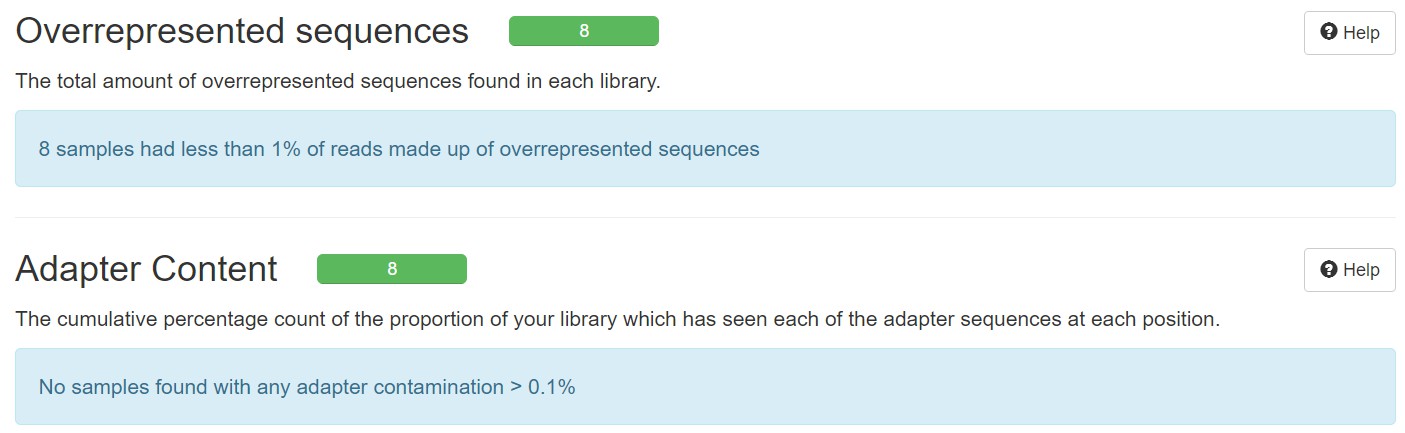 Overrepresented sequences 8 Help
The total amount of overrepresented sequences found in each library.
8 samples had less than 1% of reads made up of overrepresented sequences
Adapter Content 8 Help
The cumulative percentage count of the proportion of your library which has seen each of the adapter sequences at each position.
No samples found with any adapter contamination > 0.1%